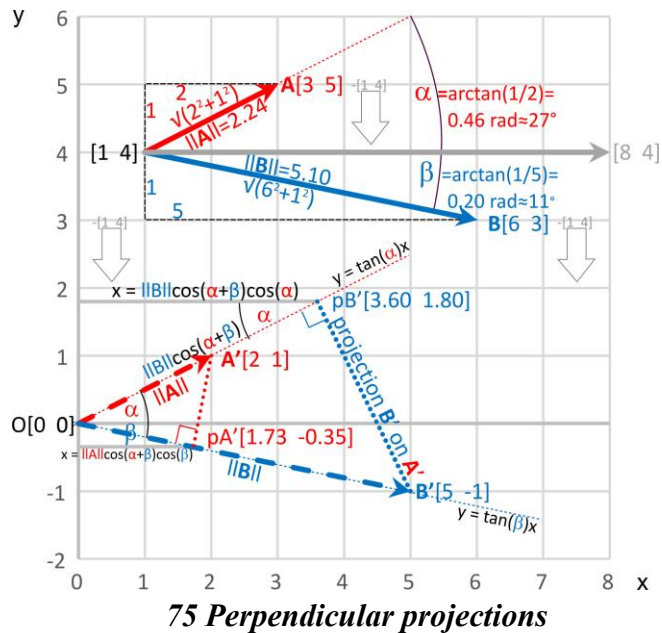 y
6
5
4
3
2
1
0
-1
-2
2
1
√(2²+1²)
||A||=2.24
A[3 5]
-[1 4]
α =arctan(1/2)=
0.46 rad≈27°
[1 4]
[8 4]
||B||=5.10
√(6²+1²)
1
5
β =arctan(1/5)=
0.20 rad≈11°
B[6 3]
-[1 4]
-[1 4]
y = tan(α)x
x = ||B||cos(α+β)cos(α)
pB’[3.60 1.80]
α
||B||cos(α+β)
A’[2 1]
||A||
projection B’ on A’
O[0 0]
α
β
pA’[1.73 -0.35]
x = ||A||cos(α+β)cos(β)
||B||
B’[5 -1]
y = tan(β)x
0 1 2 3 4 5 6 7 8 x
75 Perpendicular projections